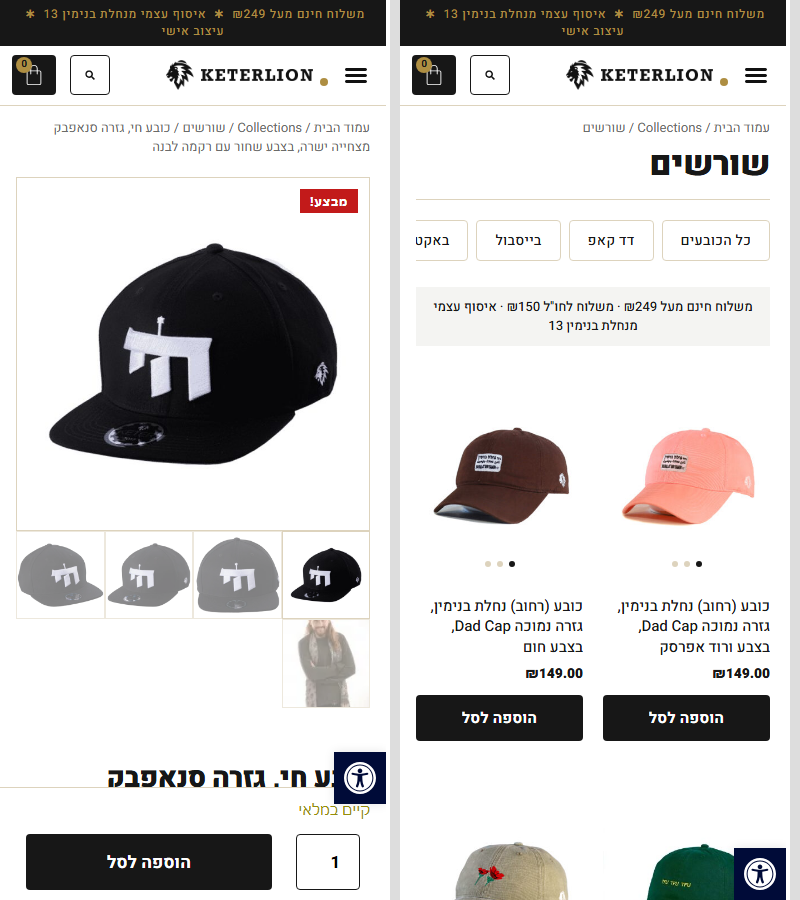 משלוח חינם מעל 249₪ ✱ איסוף עצמי מנחלת בנימין 13 ✱
עיצוב אישי
KETERLION
0
עמוד הבית / Collections / שורשים
שורשים
כל הכובעים
דד קאפ
בייסבול
באקט
משלוח חינם מעל 249₪ · משלוח לחו"ל 150₪ · איסוף עצמי
מנחלת בנימין 13
כובע (רחוב) נחלת בנימין,
גזרה נמוכה Dad Cap,
בצבע ורוד אפרסק
149.00₪
הוספה לסל
כובע (רחוב) נחלת בנימין,
גזרה נמוכה Dad Cap,
בצבע חום
149.00₪
הוספה לסל
משלוח חינם מעל 249₪ ✱ איסוף עצמי מנחלת בנימין 13 ✱
עיצוב אישי
KETERLION
0
עמוד הבית / Collections / שורשים / כובע חי, גזרה סנאפבק
מצחייה ישרה, בצבע שחור עם רקמה לבנה
מבצע!
חי
חי, גזרה סנאפבק
קיים במלאי
1
הוספה לסל